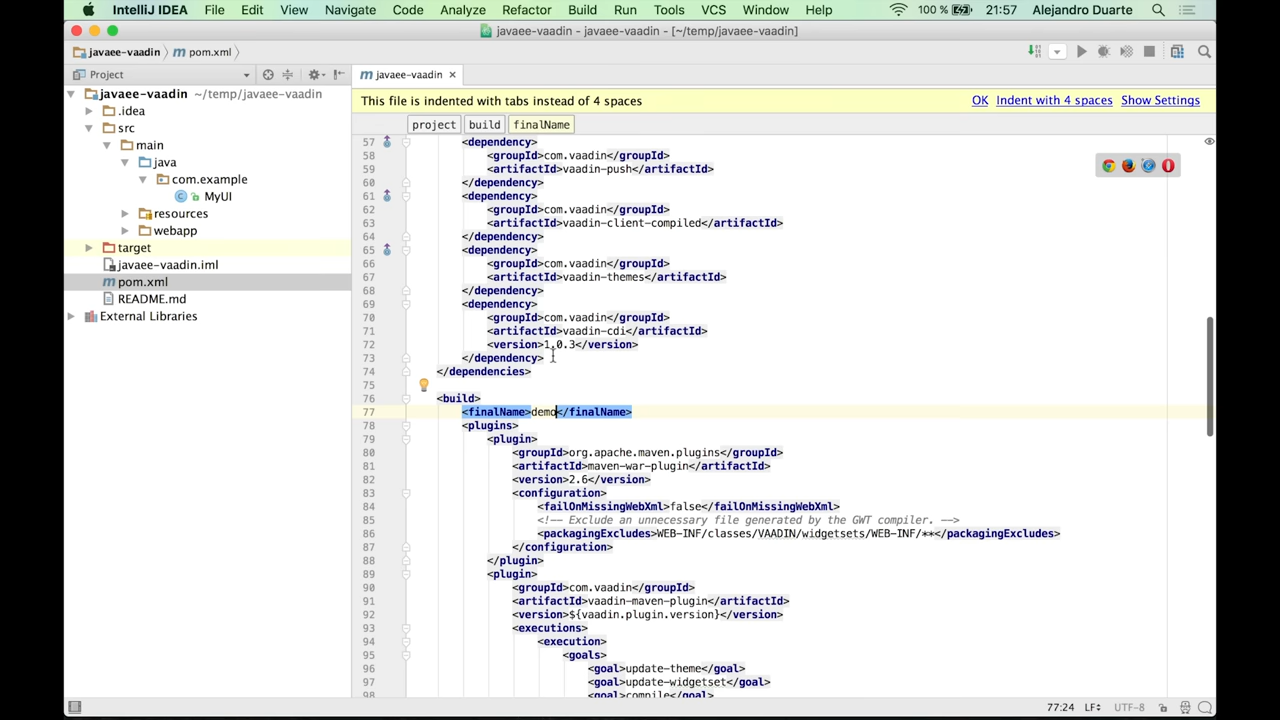 IntelliJ IDEA File Edit View Navigate Code Analyze Refactor Build Run Tools VCS Window Help 100 % 21:57 Alejandro Duarte
javaee-vaadin - javaee-vaadin - [~/temp/javaee-vaadin]
javaee-vaadin pom.xml
Project
javaee-vaadin
javaee-vaadin ~/temp/javaee-vaadin
.idea
src
main
java
com.example
MyUI
resources
webapp
target
javaee-vaadin.iml
pom.xml
README.md
External Libraries
This file is indented with tabs instead of 4 spaces OK Indent with 4 spaces Show Settings
project build finalName
57 <dependency>
58 <groupId>com.vaadin</groupId>
59 <artifactId>vaadin-push</artifactId>
60 </dependency>
61 <dependency>
62 <groupId>com.vaadin</groupId>
63 <artifactId>vaadin-client-compiled</artifactId>
64 </dependency>
65 <dependency>
66 <groupId>com.vaadin</groupId>
67 <artifactId>vaadin-themes</artifactId>
68 </dependency>
69 <dependency>
70 <groupId>com.vaadin</groupId>
71 <artifactId>vaadin-cdi</artifactId>
72 <version>1.0.3</version>
73 </dependency>
74 </dependencies>
75
76 <build>
77 <finalName>demo</finalName>
78 <plugins>
79 <plugin>
80 <groupId>org.apache.maven.plugins</groupId>
81 <artifactId>maven-war-plugin</artifactId>
82 <version>2.6</version>
83 <configuration>
84 <failOnMissingWebXml>false</failOnMissingWebXml>
85 <!-- Exclude an unnecessary file generated by the GWT compiler. -->
86 <packagingExcludes>WEB-INF/classes/VAADIN/widgetsets/WEB-INF/**</packagingExcludes>
87 </configuration>
88 </plugin>
89 <plugin>
90 <groupId>com.vaadin</groupId>
91 <artifactId>vaadin-maven-plugin</artifactId>
92 <version>${vaadin.plugin.version}</version>
93 <executions>
94 <execution>
95 <goals>
96 <goal>update-theme</goal>
97 <goal>update-widgetset</goal>
98 <goal>compile</goal>
77:24 LF UTF-8